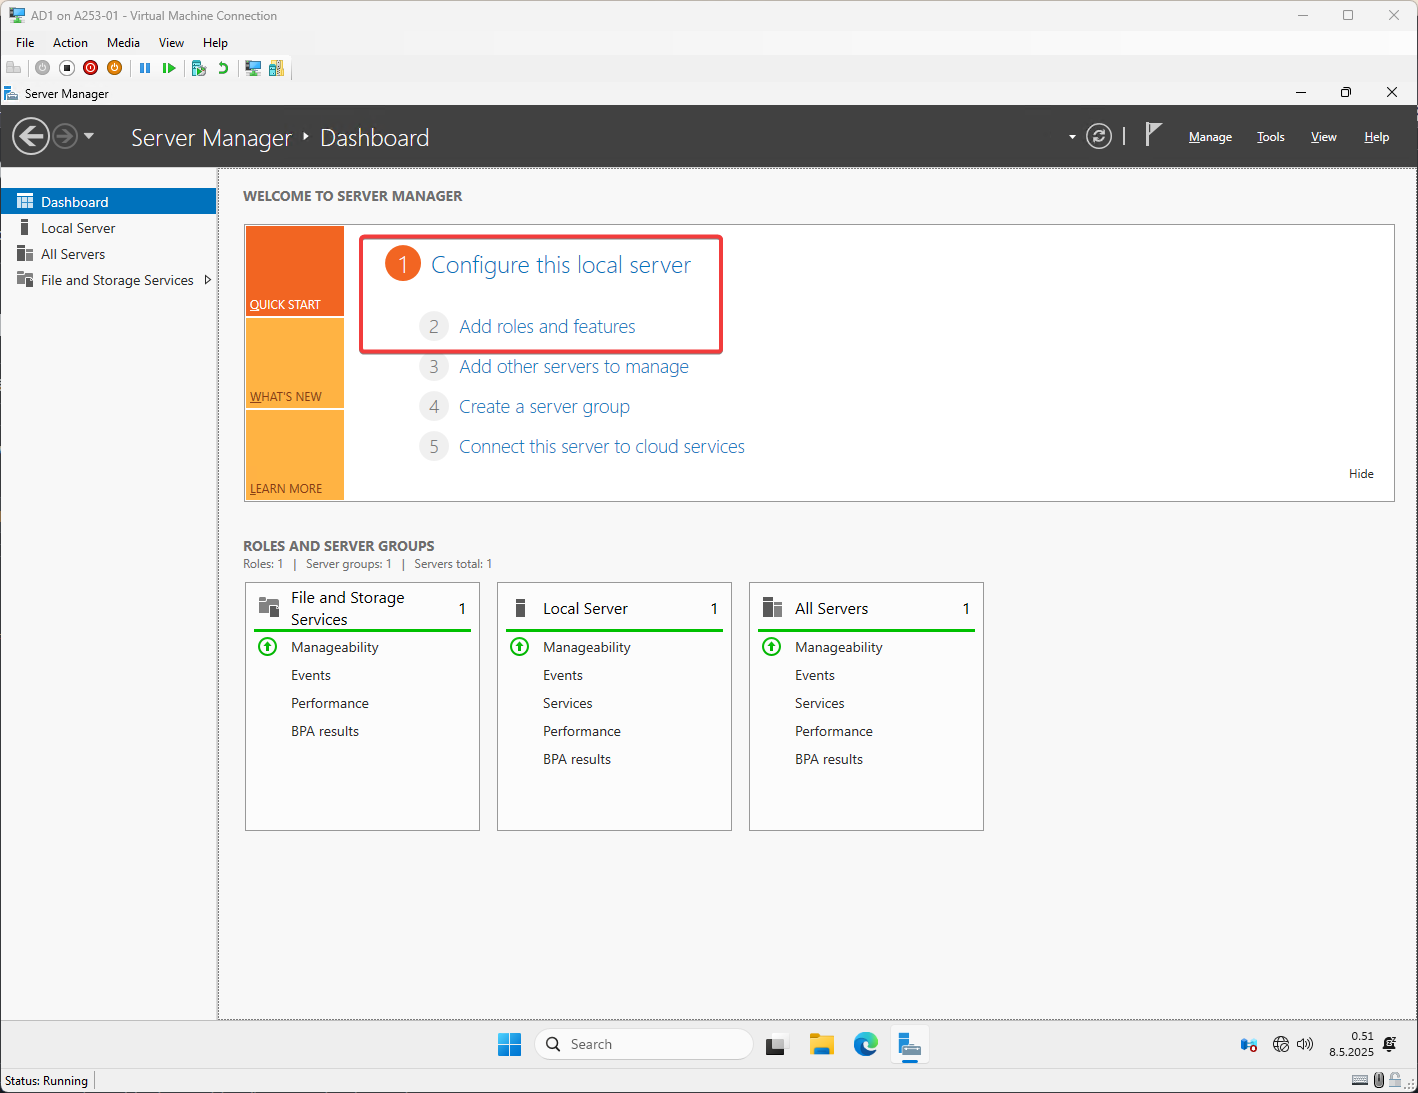 AD1 on A253-01 - Virtual Machine Connection
File Action Media View Help
Server Manager
Server Manager Dashboard
Manage Tools View Help
Dashboard
Local Server
All Servers
File and Storage Services
WELCOME TO SERVER MANAGER
QUICK START
WHAT'S NEW
LEARN MORE
1 Configure this local server
2 Add roles and features
3 Add other servers to manage
4 Create a server group
5 Connect this server to cloud services
Hide
ROLES AND SERVER GROUPS
Roles: 1 | Server groups: 1 | Servers total: 1
File and Storage
Services 1
Manageability
Events
Performance
BPA results
Local Server 1
Manageability
Events
Services
Performance
BPA results
All Servers 1
Manageability
Events
Services
Performance
BPA results
Search
0.51
8.5.2025
Status: Running